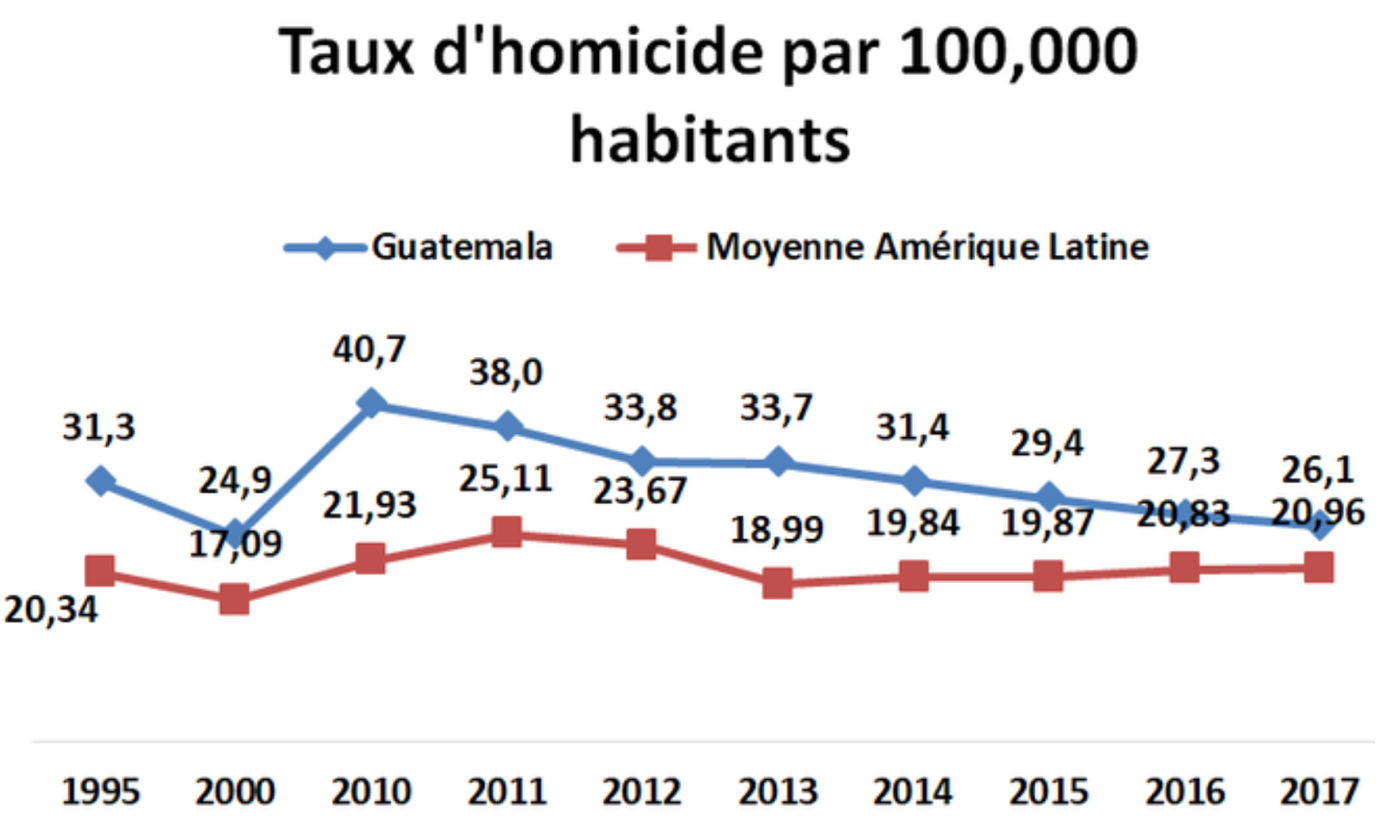 Taux d'homicide par 100,000
habitants
Guatemala Moyenne Amérique Latine
40,7
38,0
33,8 33,7
31,3 31,4
29,4
27,3
26,1
24,9
25,11
23,67
21,93
20,83 20,96
18,99 19,84 19,87
17,09
20,34
1995 2000 2010 2011 2012 2013 2014 2015 2016 2017